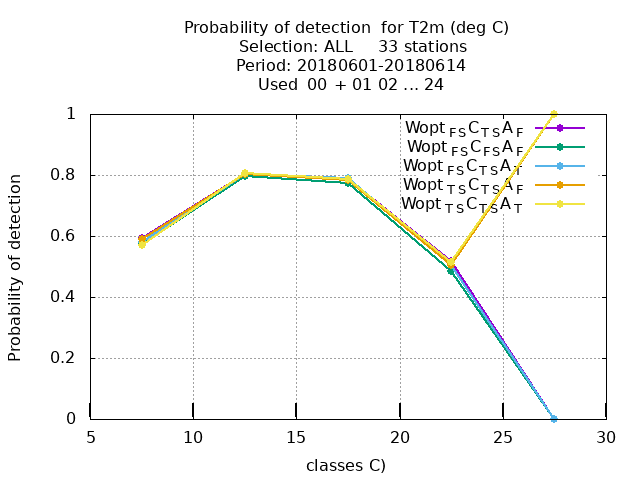 Probability of detection  for T2m (deg C)
Selection: ALL     33 stations
Period: 20180601-20180614
Used  00  + 01 02 ... 24
1
0.8
0.6
0.4
0.2
0
Probability of detection
Wopt FS C TS A F
Wopt FS C FS A F
Wopt FS C TS A T
Wopt TS C TS A F
Wopt TS C TS A T
5 10 15 20 25 30
classes C)